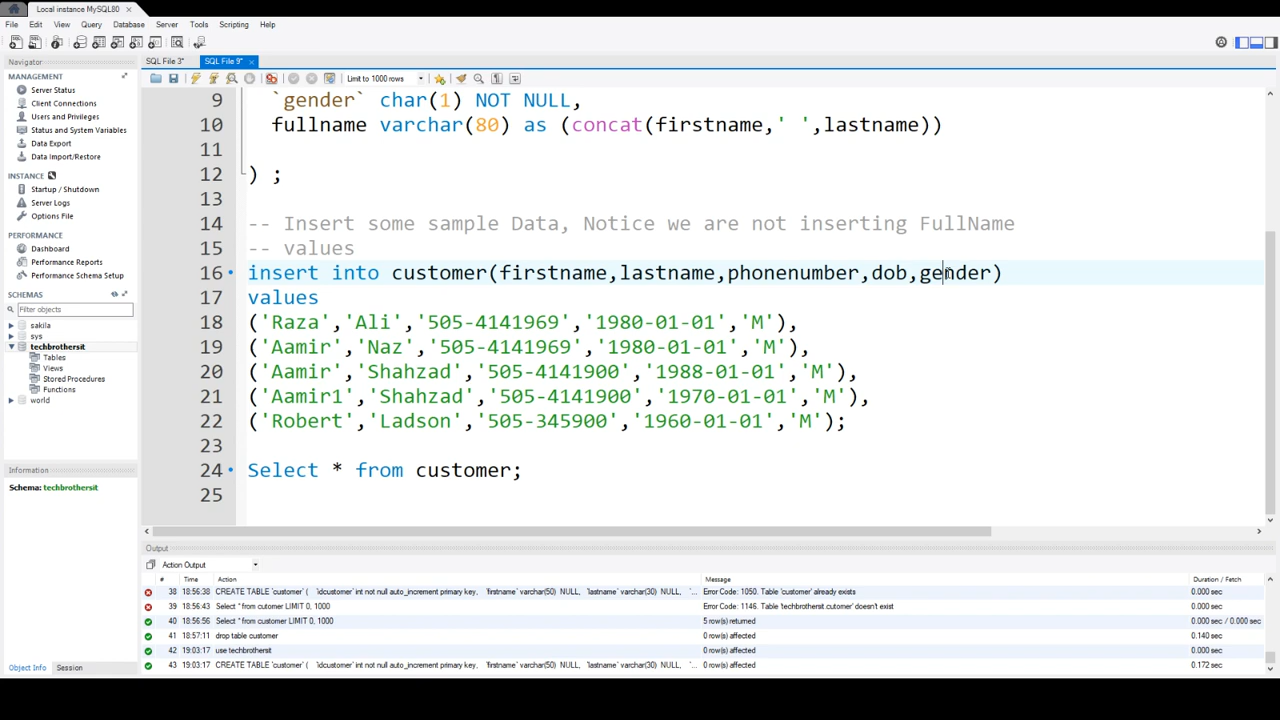 Local instance MySQL80 ×
File Edit View Query Database Server Tools Scripting Help
Navigator
SQL File 3* SQL File 9* ×
MANAGEMENT
Server Status
Client Connections
Users and Privileges
Status and System Variables
Data Export
Data Import/Restore
INSTANCE
Startup / Shutdown
Server Logs
Options File
PERFORMANCE
Dashboard
Performance Reports
Performance Schema Setup
SCHEMAS
Filter objects
sakila
sys
techbrothersit
Tables
Views
Stored Procedures
Functions
world
Information
Schema: techbrothersit
Object Info Session
Limit to 1000 rows
9 `gender` char(1) NOT NULL,
10 fullname varchar(80) as (concat(firstname,' ',lastname))
11
12 ) ;
13
14 -- Insert some sample Data, Notice we are not inserting FullName
15 -- values
16 insert into customer(firstname,lastname,phonenumber,dob,gender)
17 values
18 ('Raza','Ali','505-4141969','1980-01-01','M'),
19 ('Aamir','Naz','505-4141969','1980-01-01','M'),
20 ('Aamir','Shahzad','505-4141900','1988-01-01','M'),
21 ('Aamir1','Shahzad','505-4141900','1970-01-01','M'),
22 ('Robert','Ladson','505-345900','1960-01-01','M');
23
24 Select * from customer;
25
Output
Action Output
# Time Action Message Duration / Fetch
38 18:56:38 CREATE TABLE `customer` ( `idcustomer` int not null auto_increment primary key, `firstname` varchar(50) NULL, `lastname` varchar(30) NULL, `... Error Code: 1050. Table 'customer' already exists 0.000 sec
39 18:56:43 Select * from cutomer LIMIT 0, 1000 Error Code: 1146. Table 'techbrothersit.cutomer' doesn't exist 0.000 sec
40 18:56:56 Select * from customer LIMIT 0, 1000 5 row(s) returned 0.000 sec / 0.000 sec
41 18:57:11 drop table customer 0 row(s) affected 0.140 sec
42 19:03:17 use techbrothersit 0 row(s) affected 0.000 sec
43 19:03:17 CREATE TABLE `customer` ( `idcustomer` int not null auto_increment primary key, `firstname` varchar(50) NULL, `lastname` varchar(30) NULL, `... 0 row(s) affected 0.172 sec